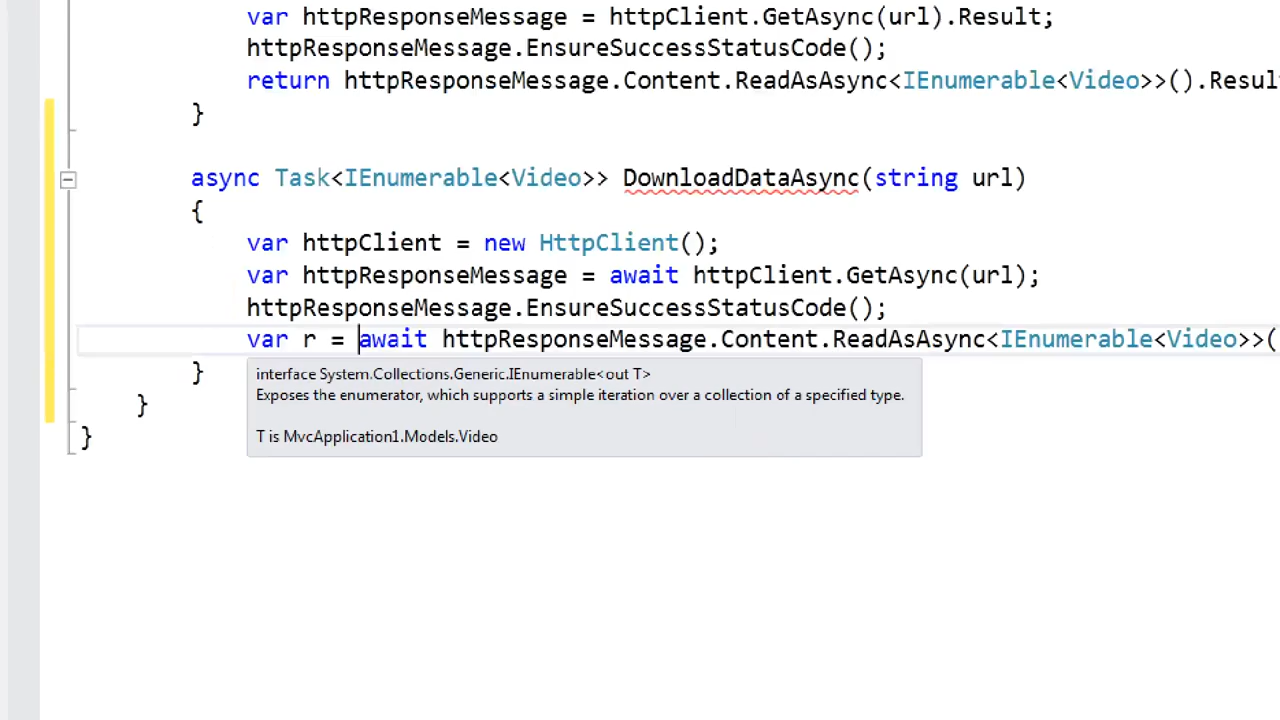 var httpResponseMessage = httpClient.GetAsync(url).Result;
httpResponseMessage.EnsureSuccessStatusCode();
return httpResponseMessage.Content.ReadAsAsync<IEnumerable<Video>>().Resul
}
async Task<IEnumerable<Video>> DownloadDataAsync(string url)
{
var httpClient = new HttpClient();
var httpResponseMessage = await httpClient.GetAsync(url);
httpResponseMessage.EnsureSuccessStatusCode();
var r = await httpResponseMessage.Content.ReadAsAsync<IEnumerable<Video>>(
}
interface System.Collections.Generic.IEnumerable<out T>
Exposes the enumerator, which supports a simple iteration over a collection of a specified type.
T is MvcApplication1.Models.Video
}
}